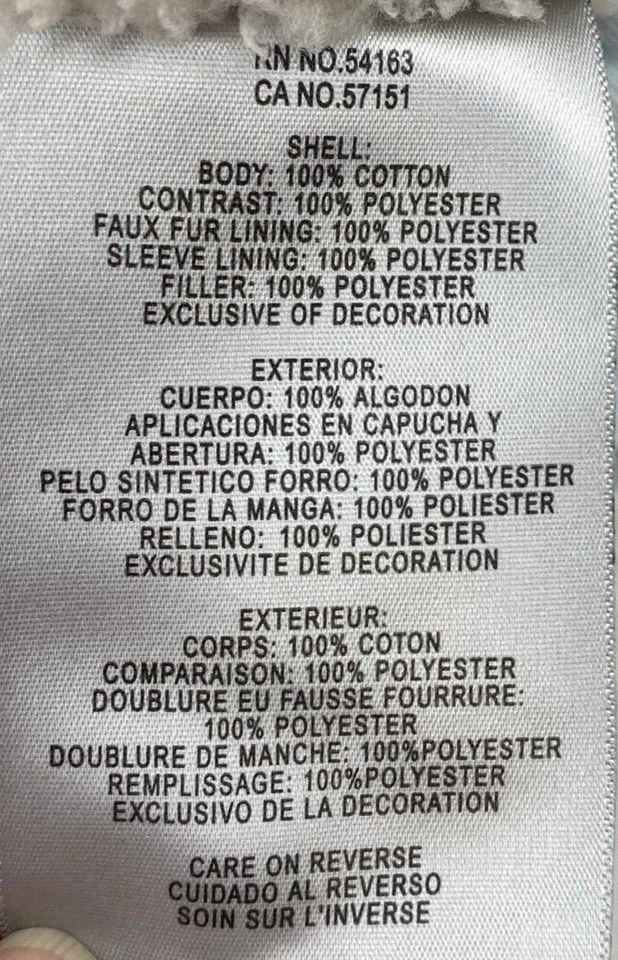 RN NO.54163
CA NO.57151
SHELL:
BODY: 100% COTTON
CONTRAST: 100% POLYESTER
FAUX FUR LINING: 100% POLYESTER
SLEEVE LINING: 100% POLYESTER
FILLER: 100% POLYESTER
EXCLUSIVE OF DECORATION
EXTERIOR:
CUERPO: 100% ALGODON
APLICACIONES EN CAPUCHA Y
ABERTURA: 100% POLYESTER
PELO SINTETICO FORRO: 100% POLYESTER
FORRO DE LA MANGA: 100% POLIESTER
RELLENO: 100% POLIESTER
EXCLUSIVITE DE DECORATION
EXTERIEUR:
CORPS: 100% COTON
COMPARAISON: 100% POLYESTER
DOUBLURE EU FAUSSE FOURRURE:
100% POLYESTER
DOUBLURE DE MANCHE: 100%POLYESTER
REMPLISSAGE: 100%POLYESTER
EXCLUSIVO DE LA DECORATION
CARE ON REVERSE
CUIDADO AL REVERSO
SOIN SUR L'INVERSE